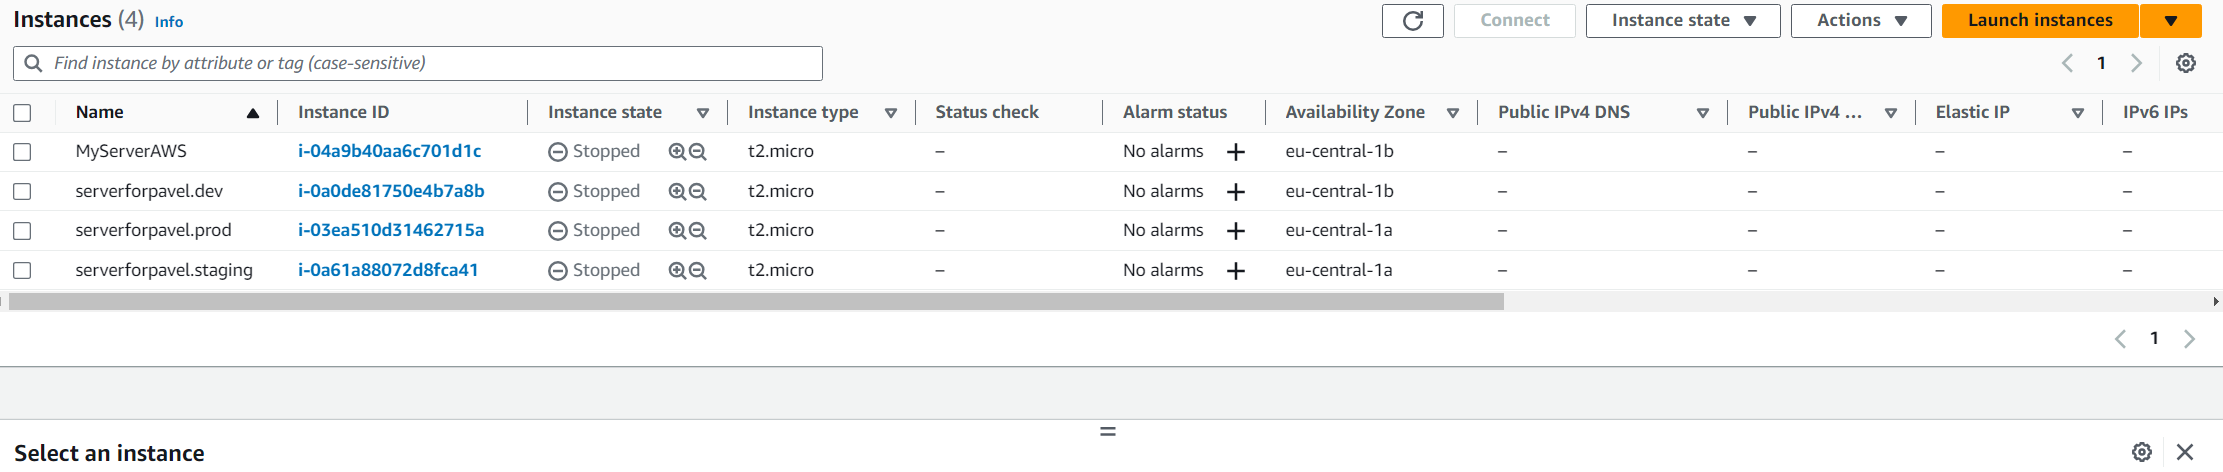 Instances (4) Info
Connect Instance state Actions Launch instances
Find instance by attribute or tag (case-sensitive)
1
Name Instance ID Instance state Instance type Status check Alarm status Availability Zone Public IPv4 DNS Public IPv4 ... Elastic IP IPv6 IPs
MyServerAWS i-04a9b40aa6c701d1c Stopped t2.micro – No alarms + eu-central-1b – – – –
serverforpavel.dev i-0a0de81750e4b7a8b Stopped t2.micro – No alarms + eu-central-1b – – – –
serverforpavel.prod i-03ea510d31462715a Stopped t2.micro – No alarms + eu-central-1a – – – –
serverforpavel.staging i-0a61a88072d8fca41 Stopped t2.micro – No alarms + eu-central-1a – – – –
1
Select an instance